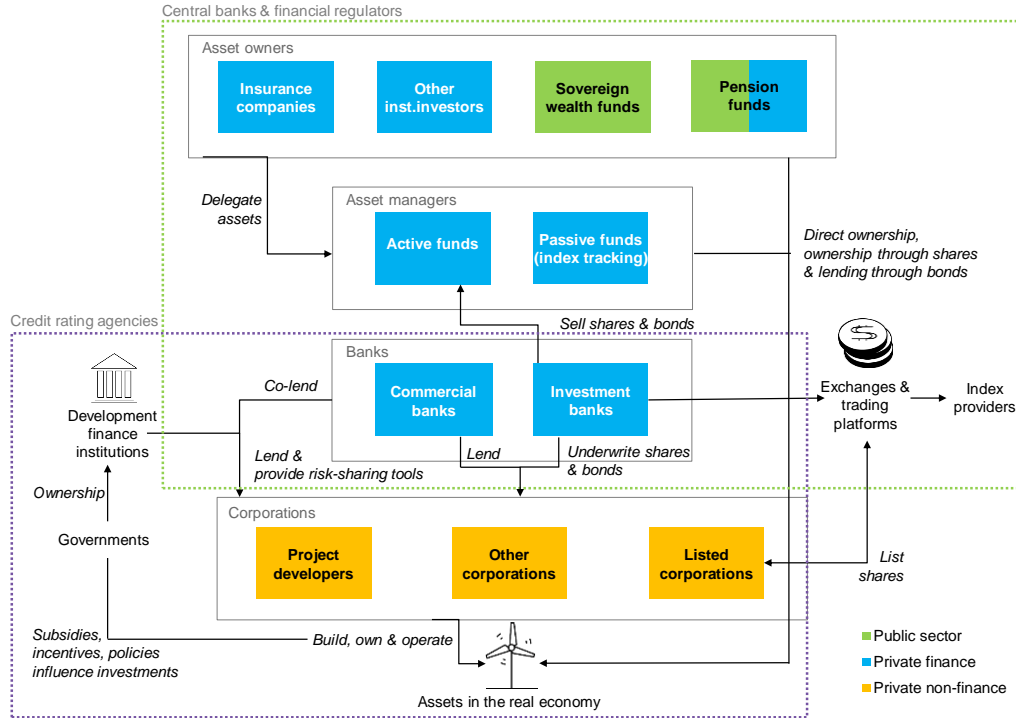 Central banks & financial regulators
Asset owners
Insurance
companies
Other
inst.investors
Sovereign
wealth funds
Pension
funds
Delegate
assets
Asset managers
Active funds
Passive funds
(index tracking)
Direct ownership,
ownership through shares
& lending through bonds
Sell shares & bonds
Credit rating agencies
Banks
Co-lend
Commercial
banks
Investment
banks
Development
finance
institutions
Exchanges &
trading
platforms
Index
providers
Lend &
provide risk-sharing tools
Lend
Underwrite shares
& bonds
Ownership
Corporations
Governments
Project
developers
Other
corporations
Listed
corporations
List
shares
Subsidies,
incentives, policies
influence investments
Build, own & operate
Public sector
Private finance
Private non-finance
Assets in the real economy